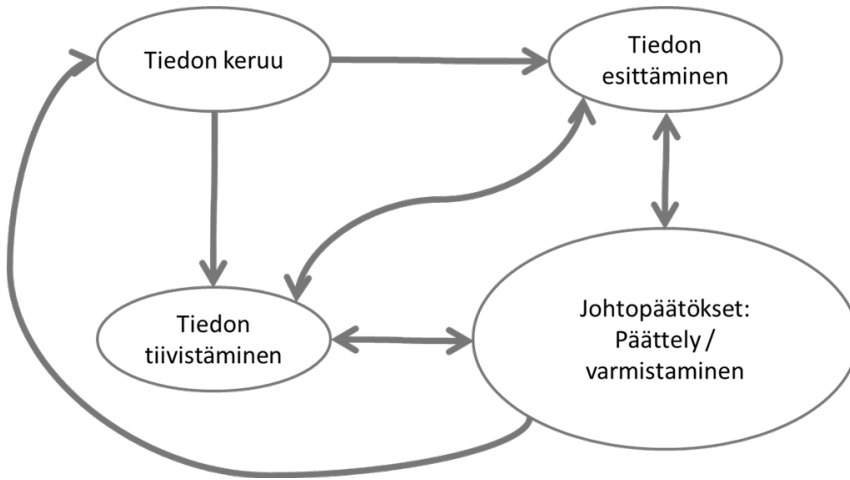 Tiedon keruu
Tiedon
esittäminen
Tiedon
tiivistäminen
Johtopäätökset:
Päättely /
varmistaminen